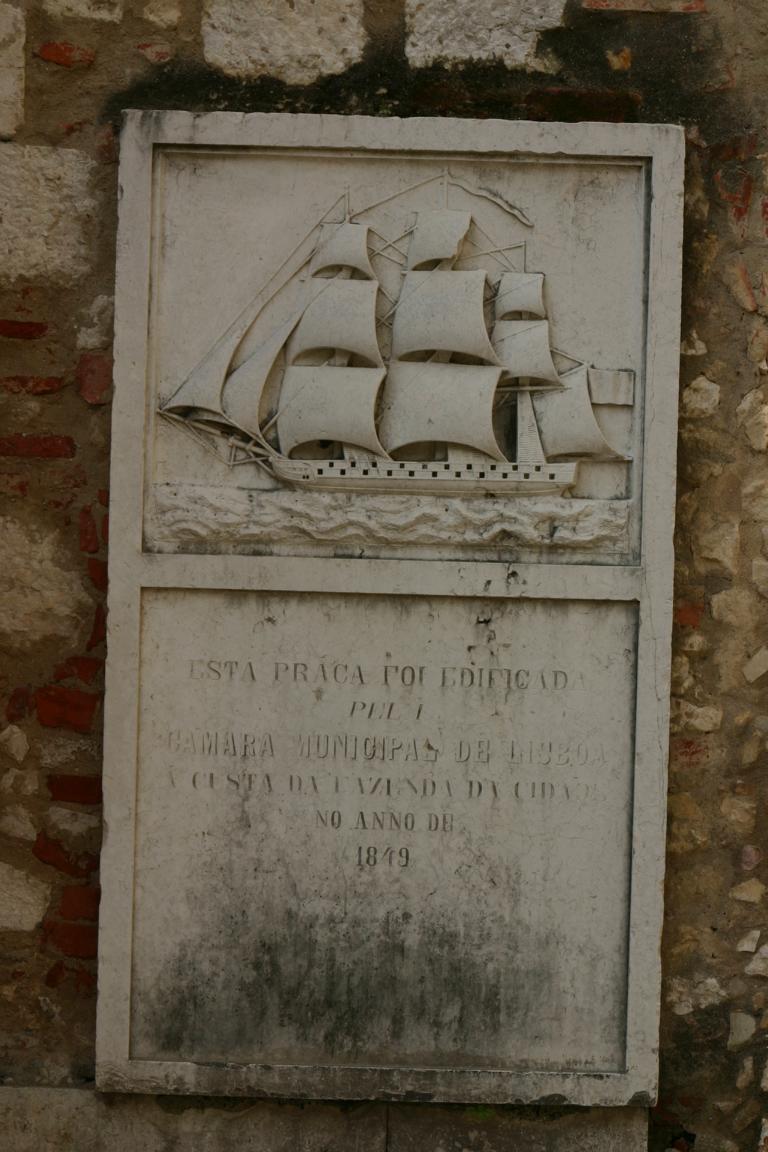 ESTA PRAÇA FOI EDIFICADA
PELA
CAMARA MUNICIPAL DE LISBOA
A CUSTA DA FAZENDA DA CIDADE
NO ANNO DE
1849